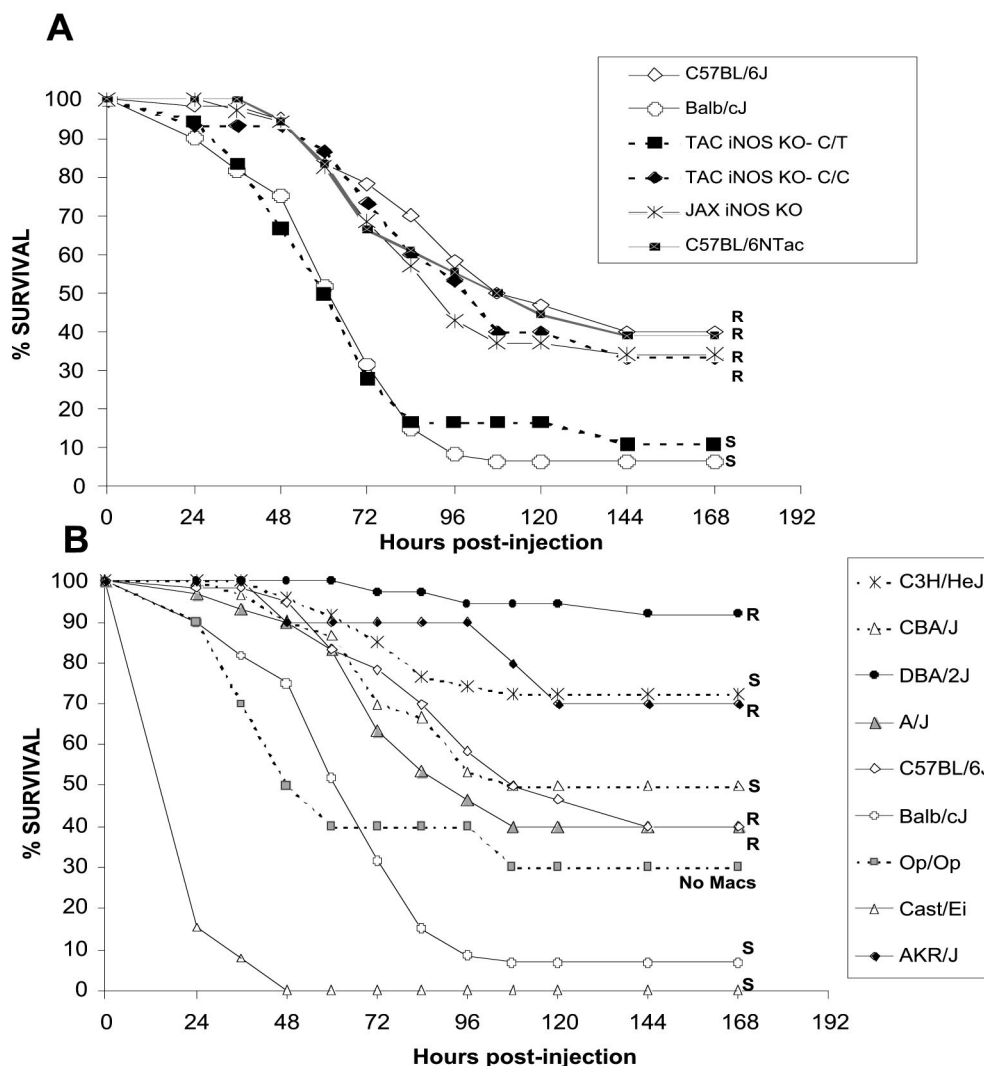 A
C57BL/6J
Balb/cJ
TAC iNOS KO- C/T
TAC iNOS KO- C/C
JAX iNOS KO
C57BL/6NTac
100
90
80
70
60
50
40
30
20
10
0
% SURVIVAL
R
R
R
R
S
S
0 24 48 72 96 120 144 168 192
Hours post-injection
B
C3H/HeJ
CBA/J
DBA/2J
A/J
C57BL/6J
Balb/cJ
Op/Op
Cast/Ei
AKR/J
100
90
80
70
60
50
40
30
20
10
0
% SURVIVAL
R
S
R
S
R
R
No Macs
S
S
0 24 48 72 96 120 144 168 192
Hours post-injection